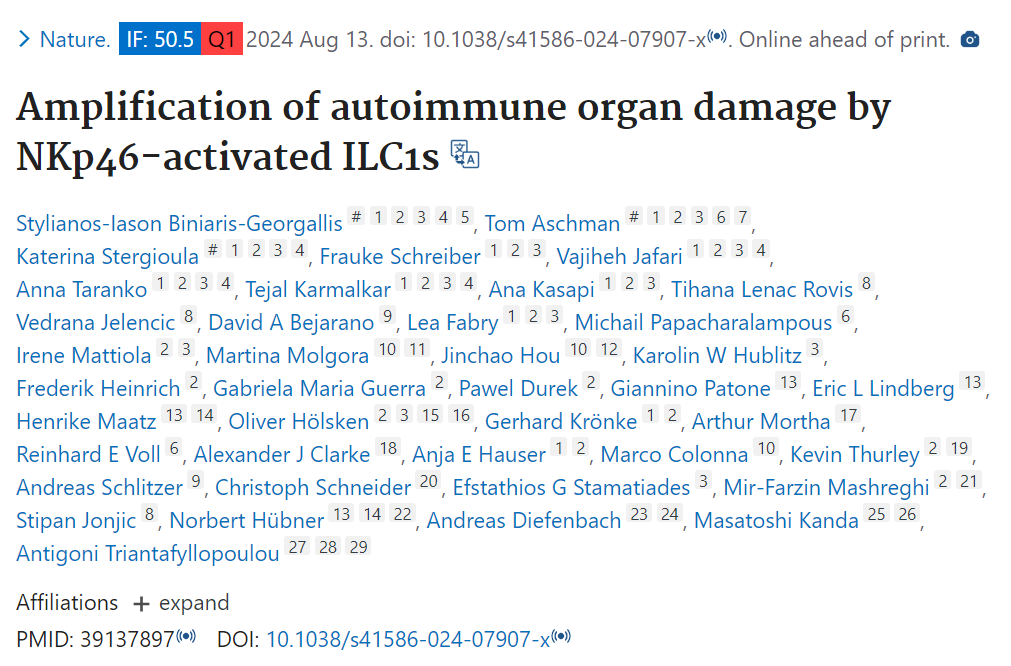 Nature. IF: 50.5 Q1 2024 Aug 13. doi: 10.1038/s41586-024-07907-x. Online ahead of print.
Amplification of autoimmune organ damage by
NKp46-activated ILC1s
Stylianos-Iason Biniaris-Georgallis # 1 2 3 4 5, Tom Aschman # 1 2 3 6 7,
Katerina Stergioula # 1 2 3 4, Frauke Schreiber 1 2 3, Vajiheh Jafari 1 2 3 4,
Anna Taranko 1 2 3 4, Tejal Karmalkar 1 2 3 4, Ana Kasapi 1 2 3, Tihana Lenac Rovis 8,
Vedrana Jelencic 8, David A Bejarano 9, Lea Fabry 1 2 3, Michail Papacharalampous 6,
Irene Mattiola 2 3, Martina Molgora 10 11, Jinchao Hou 10 12, Karolin W Hublitz 3,
Frederik Heinrich 2, Gabriela Maria Guerra 2, Pawel Durek 2, Giannino Patone 13, Eric L Lindberg 13,
Henrike Maatz 13 14, Oliver Hölsken 2 3 15 16, Gerhard Krönke 1 2, Arthur Mortha 17,
Reinhard E Voll 6, Alexander J Clarke 18, Anja E Hauser 1 2, Marco Colonna 10, Kevin Thurley 2 19,
Andreas Schlitzer 9, Christoph Schneider 20, Efstathios G Stamatiades 3, Mir-Farzin Mashreghi 2 21,
Stipan Jonjic 8, Norbert Hübner 13 14 22, Andreas Diefenbach 23 24, Masatoshi Kanda 25 26,
Antigoni Triantafyllopoulou 27 28 29
Affiliations + expand
PMID: 39137897 DOI: 10.1038/s41586-024-07907-x